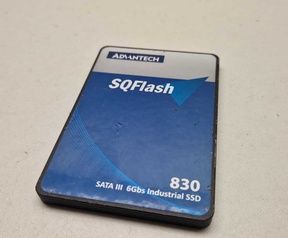 ADVANTECH
SQFlash
830
SATA III 6Gbs Industrial SSD